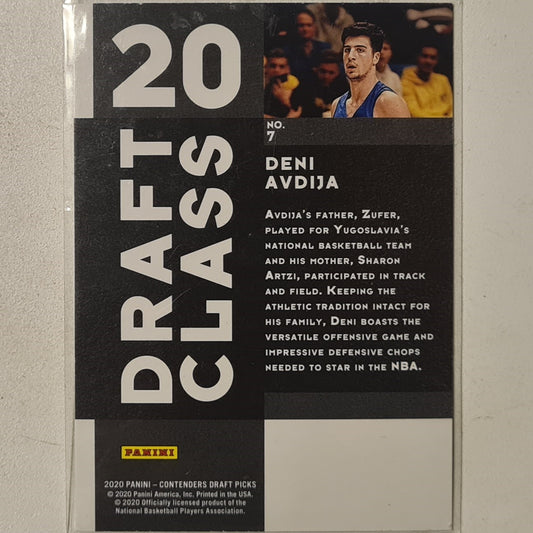 20
DRAFT
CLASS
NO.
7
DENI
AVDIJA
AVDIJA'S FATHER, ZUFER,
PLAYED FOR YUGOSLAVIA'S
NATIONAL BASKETBALL TEAM
AND HIS MOTHER, SHARON
ARTZI, PARTICIPATED IN TRACK
AND FIELD. KEEPING THE
ATHLETIC TRADITION INTACT FOR
HIS FAMILY, DENI BOASTS THE
VERSATILE OFFENSIVE GAME AND
IMPRESSIVE DEFENSIVE CHOPS
NEEDED TO STAR IN THE NBA.
PANINI
2020 PANINI – CONTENDERS DRAFT PICKS
© 2020 Panini America, Inc. Printed in the USA.
© 2020 Officially licensed product of the
National Basketball Players Association.